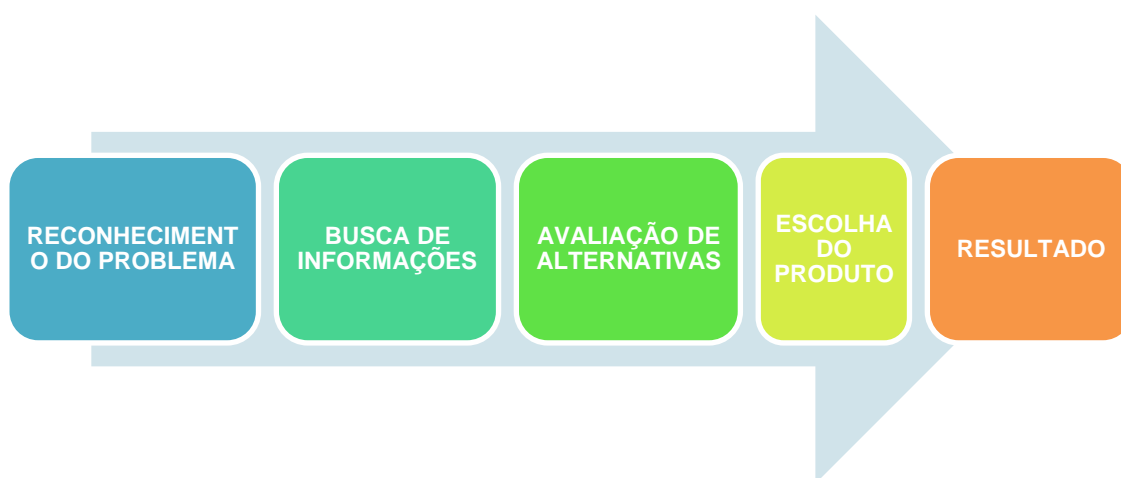 RECONHECIMENT
O DO PROBLEMA
BUSCA DE
INFORMAÇÕES
AVALIAÇÃO DE
ALTERNATIVAS
ESCOLHA
DO
PRODUTO
RESULTADO